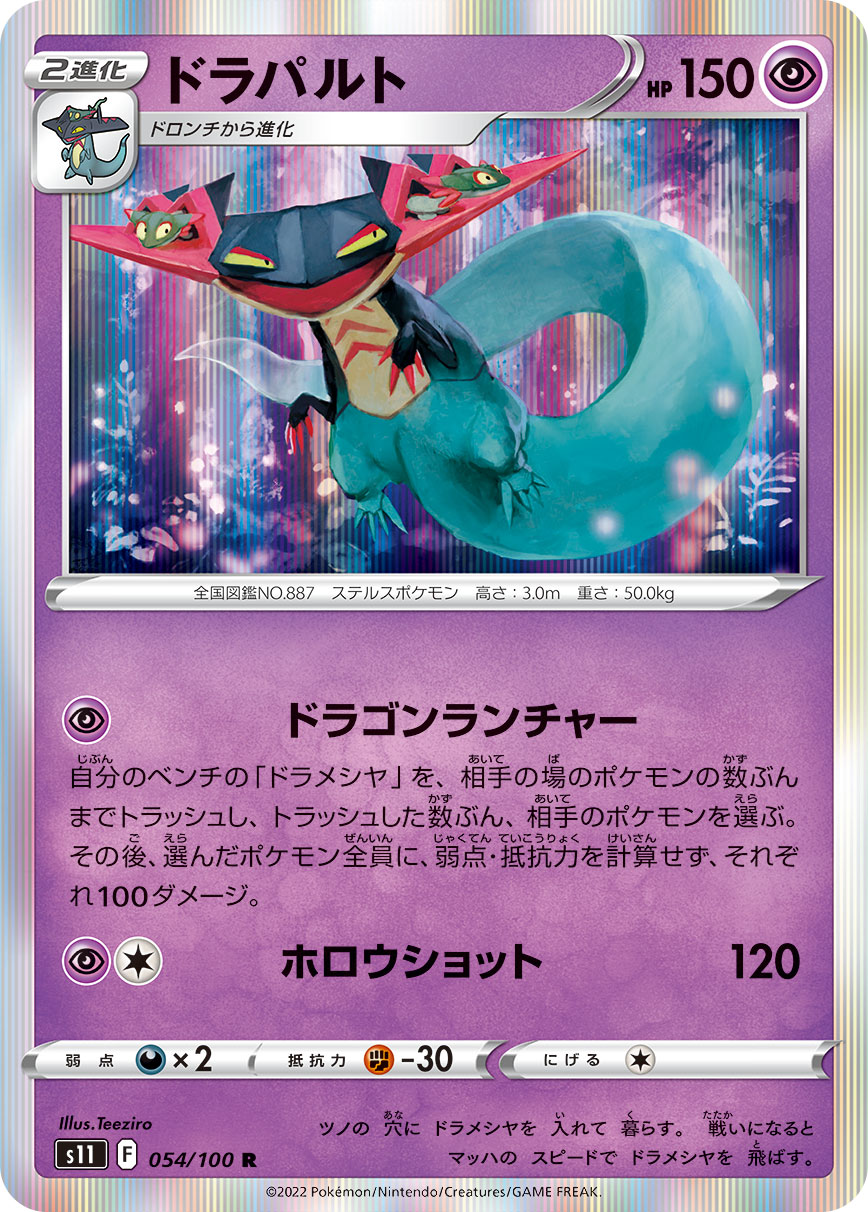 2進化
ドラパルト
HP 150
ドロンチから進化
全国図鑑NO.887 ステルスポケモン 高さ:3.0m 重さ:50.0kg
ドラゴンランチャー
自分のベンチの「ドラメシヤ」を、相手の場のポケモンの数ぶん
までトラッシュし、トラッシュした数ぶん、相手のポケモンを選ぶ。
その後、選んだポケモン全員に、弱点・抵抗力を計算せず、それぞ
れ100ダメージ。
ホロウショット 120
弱点 ×2 抵抗力 -30 にげる
Illus.Teeziro
ツノの 穴に ドラメシヤを 入れて 暮らす。 戦いになると
マッハの スピードで ドラメシヤを 飛ばす。
s11 F 054/100 R
©2022 Pokémon/Nintendo/Creatures/GAME FREAK.